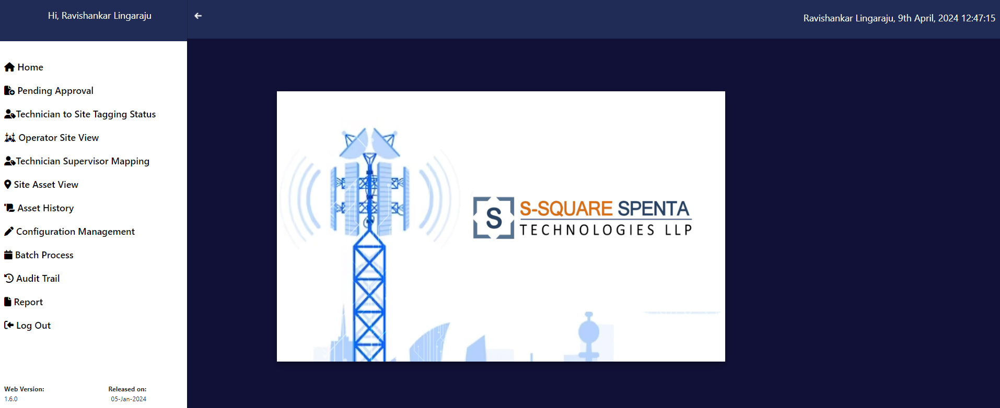 Hi, Ravishankar Lingaraju
Ravishankar Lingaraju, 9th April, 2024 12:47:15
Home
Pending Approval
Technician to Site Tagging Status
Operator Site View
Technician Supervisor Mapping
Site Asset View
Asset History
Configuration Management
Batch Process
Audit Trail
Report
Log Out
Web Version: Released on:
1.6.0 05-Jan-2024
S
S-SQUARE SPENTA
TECHNOLOGIES LLP